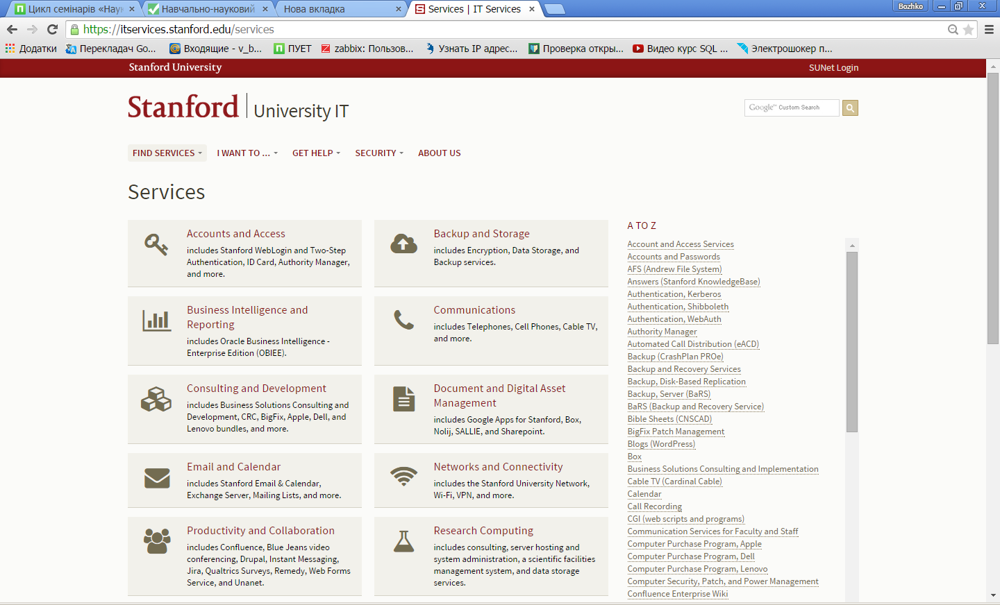 Цикл семінарів «Наук
Навчально-науковий
Нова вкладка
Services | IT Services
Bozhko
https://itservices.stanford.edu/services
Додатки
Перекладач Go...
Входящие - v_b...
ПУЕТ
zabbix: Пользов...
Узнать IP адрес...
Проверка откры...
Видео курс SQL ...
Электрошокер п...
Stanford University
SUNet Login
Stanford University IT
Google™ Custom Search
FIND SERVICES
I WANT TO ...
GET HELP
SECURITY
ABOUT US
Services
Accounts and Access
includes Stanford WebLogin and Two-Step
Authentication, ID Card, Authority Manager,
and more.
Backup and Storage
includes Encryption, Data Storage, and
Backup services.
Business Intelligence and
Reporting
includes Oracle Business Intelligence -
Enterprise Edition (OBIEE).
Communications
includes Telephones, Cell Phones, Cable TV,
and more.
Consulting and Development
includes Business Solutions Consulting and
Development, CRC, BigFix, Apple, Dell, and
Lenovo bundles, and more.
Document and Digital Asset
Management
includes Google Apps for Stanford, Box,
Nolij, SALLIE, and Sharepoint.
Email and Calendar
includes Stanford Email & Calendar,
Exchange Server, Mailing Lists, and more.
Networks and Connectivity
includes the Stanford University Network,
Wi-Fi, VPN, and more.
Productivity and Collaboration
includes Confluence, Blue Jeans video
conferencing, Drupal, Instant Messaging,
Jira, Qualtrics Surveys, Remedy, Web Forms
Service, and Unanet.
Research Computing
includes consulting, server hosting and
system administration, a scientific facilities
management system, and data storage
services.
A TO Z
Account and Access Services
Accounts and Passwords
AFS (Andrew File System)
Answers (Stanford KnowledgeBase)
Authentication, Kerberos
Authentication, Shibboleth
Authentication, WebAuth
Authority Manager
Automated Call Distribution (eACD)
Backup (CrashPlan PROe)
Backup and Recovery Services
Backup, Disk-Based Replication
Backup, Server (BaRS)
BaRS (Backup and Recovery Service)
Bible Sheets (CNSCAD)
BigFix Patch Management
Blogs (WordPress)
Box
Business Solutions Consulting and Implementation
Cable TV (Cardinal Cable)
Calendar
Call Recording
CGI (web scripts and programs)
Communication Services for Faculty and Staff
Computer Purchase Program, Apple
Computer Purchase Program, Dell
Computer Purchase Program, Lenovo
Computer Security, Patch, and Power Management
Confluence Enterprise Wiki